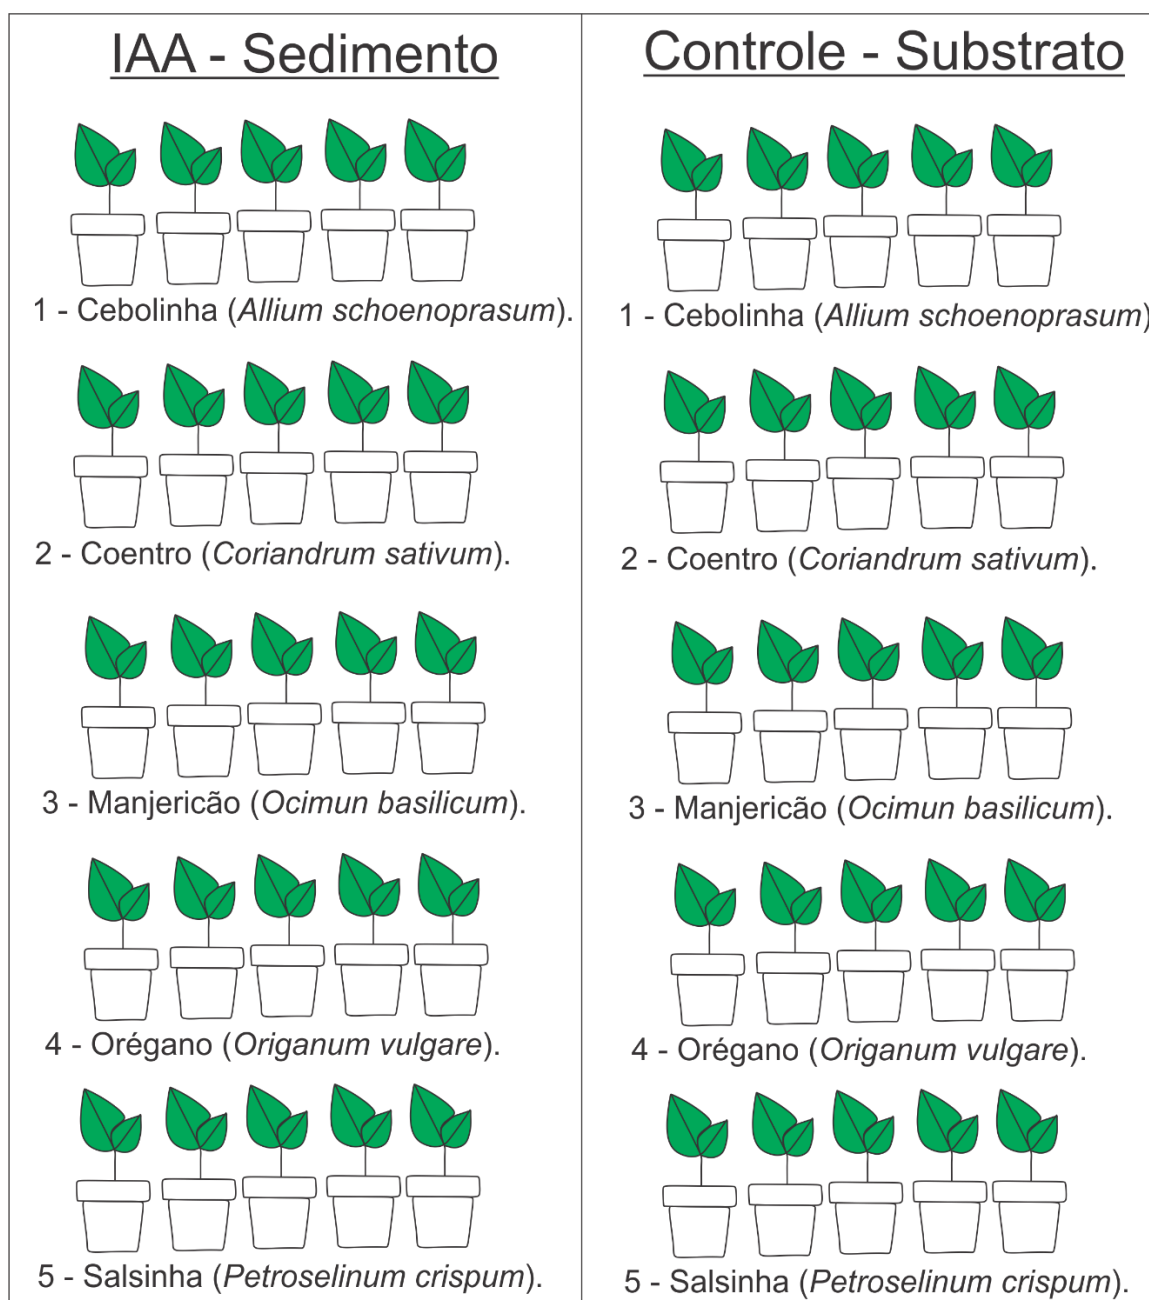 IAA - Sedimento
1 - Cebolinha (Allium schoenoprasum).
2 - Coentro (Coriandrum sativum).
3 - Manjericão (Ocimun basilicum).
4 - Orégano (Origanum vulgare).
5 - Salsinha (Petroselinum crispum).
Controle - Substrato
1 - Cebolinha (Allium schoenoprasum)
2 - Coentro (Coriandrum sativum).
3 - Manjericão (Ocimun basilicum).
4 - Orégano (Origanum vulgare).
5 - Salsinha (Petroselinum crispum).